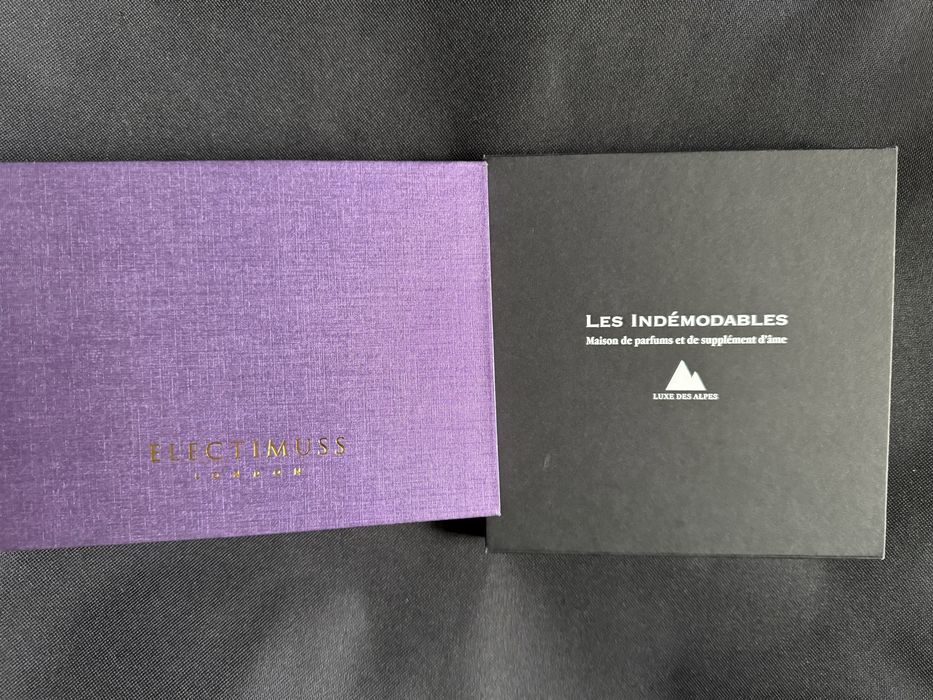 ELECTIMUSS
LONDON
LES INDÉMODABLES
Maison de parfums et de supplément d'âme
LUXE DES ALPES